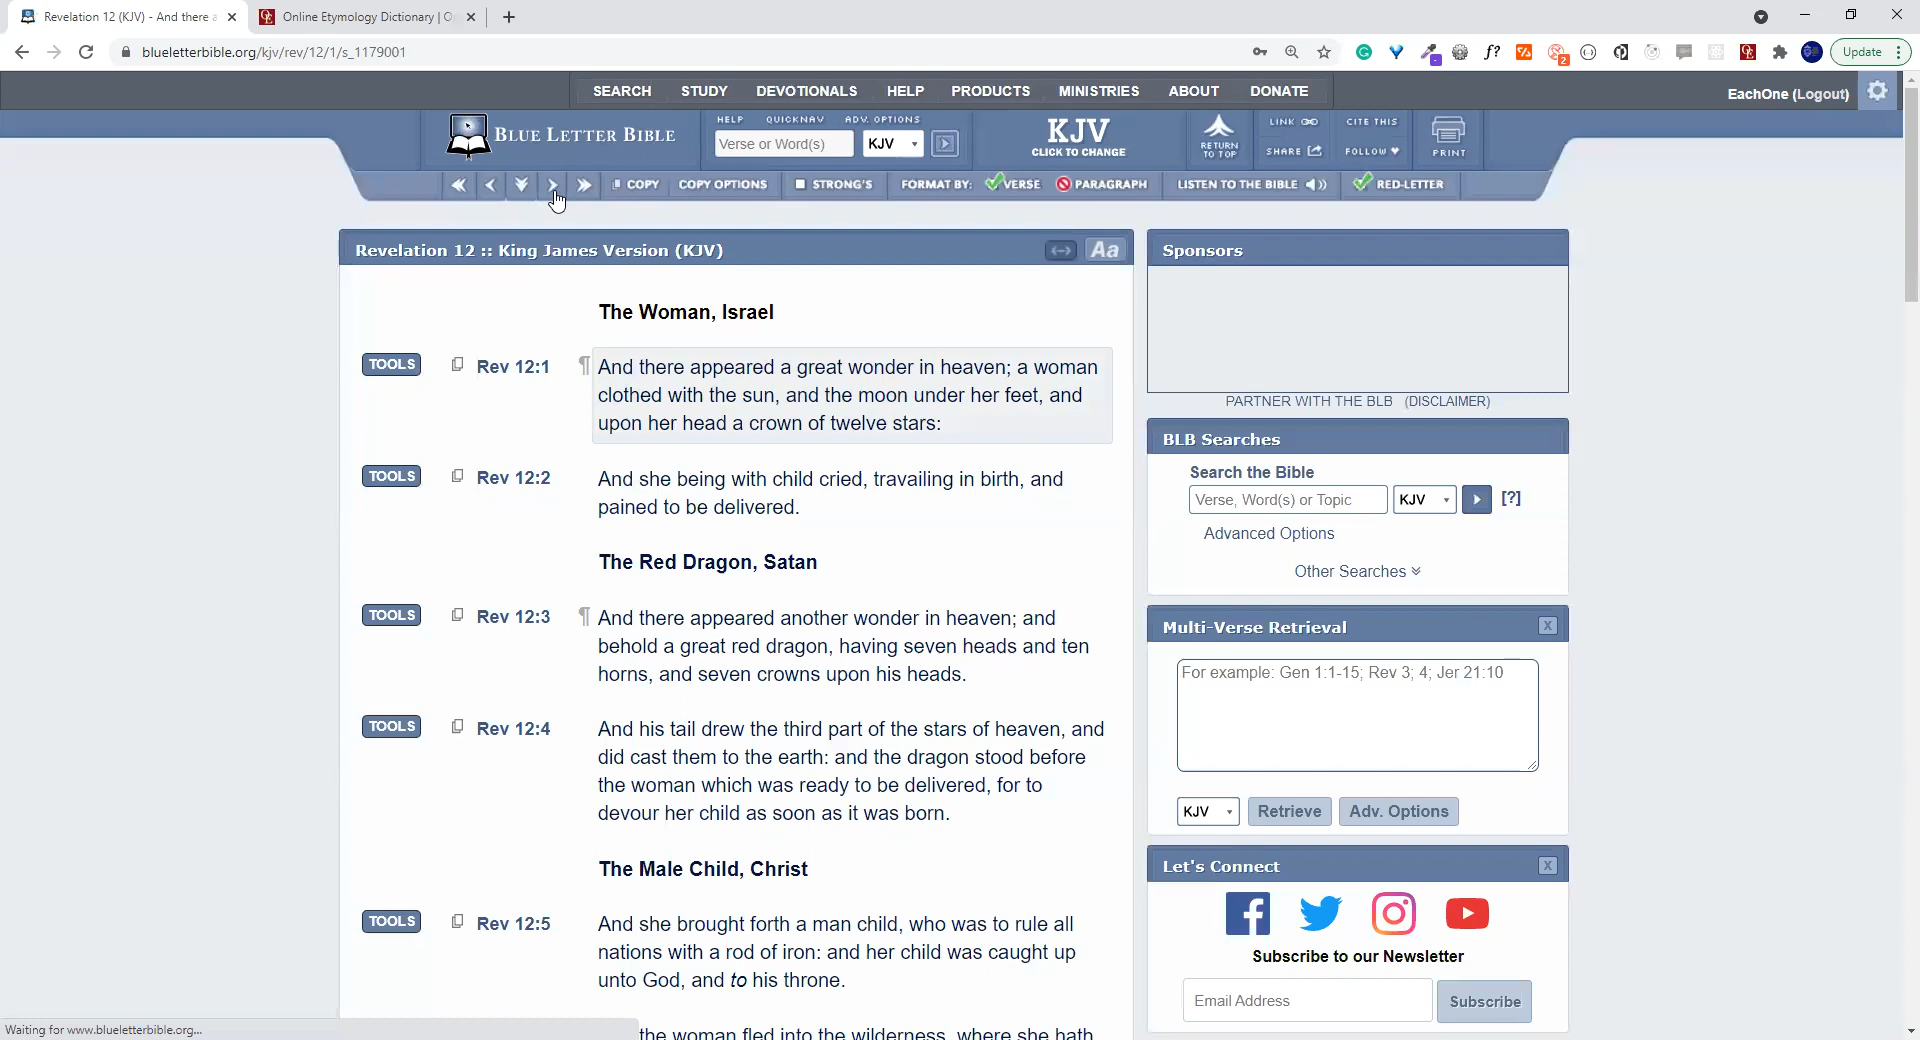 Revelation 12 (KJV) - And there a
Online Etymology Dictionary | O
blueletterbible.org/kjv/rev/12/1/s_1179001
Update
SEARCH STUDY DEVOTIONALS HELP PRODUCTS MINISTRIES ABOUT DONATE
EachOne (Logout)
BLUE LETTER BIBLE
HELP QUICKNAV ADV. OPTIONS
Verse or Word(s) KJV
KJV
CLICK TO CHANGE
RETURN
TO TOP
LINK CITE THIS
SHARE FOLLOW
PRINT
COPY COPY OPTIONS STRONG'S FORMAT BY: VERSE PARAGRAPH LISTEN TO THE BIBLE RED-LETTER
Revelation 12 :: King James Version (KJV)
Aa
The Woman, Israel
TOOLS Rev 12:1 ¶ And there appeared a great wonder in heaven; a woman
clothed with the sun, and the moon under her feet, and
upon her head a crown of twelve stars:
TOOLS Rev 12:2 And she being with child cried, travailing in birth, and
pained to be delivered.
The Red Dragon, Satan
TOOLS Rev 12:3 ¶ And there appeared another wonder in heaven; and
behold a great red dragon, having seven heads and ten
horns, and seven crowns upon his heads.
TOOLS Rev 12:4 And his tail drew the third part of the stars of heaven, and
did cast them to the earth: and the dragon stood before
the woman which was ready to be delivered, for to
devour her child as soon as it was born.
The Male Child, Christ
TOOLS Rev 12:5 And she brought forth a man child, who was to rule all
nations with a rod of iron: and her child was caught up
unto God, and to his throne.
the woman fled into the wilderness, where she hath
Sponsors
PARTNER WITH THE BLB (DISCLAIMER)
BLB Searches
Search the Bible
Verse, Word(s) or Topic KJV [?]
Advanced Options
Other Searches
Multi-Verse Retrieval X
For example: Gen 1:1-15; Rev 3; 4; Jer 21:10
KJV Retrieve Adv. Options
Let's Connect X
Subscribe to our Newsletter
Email Address Subscribe
Waiting for www.blueletterbible.org...